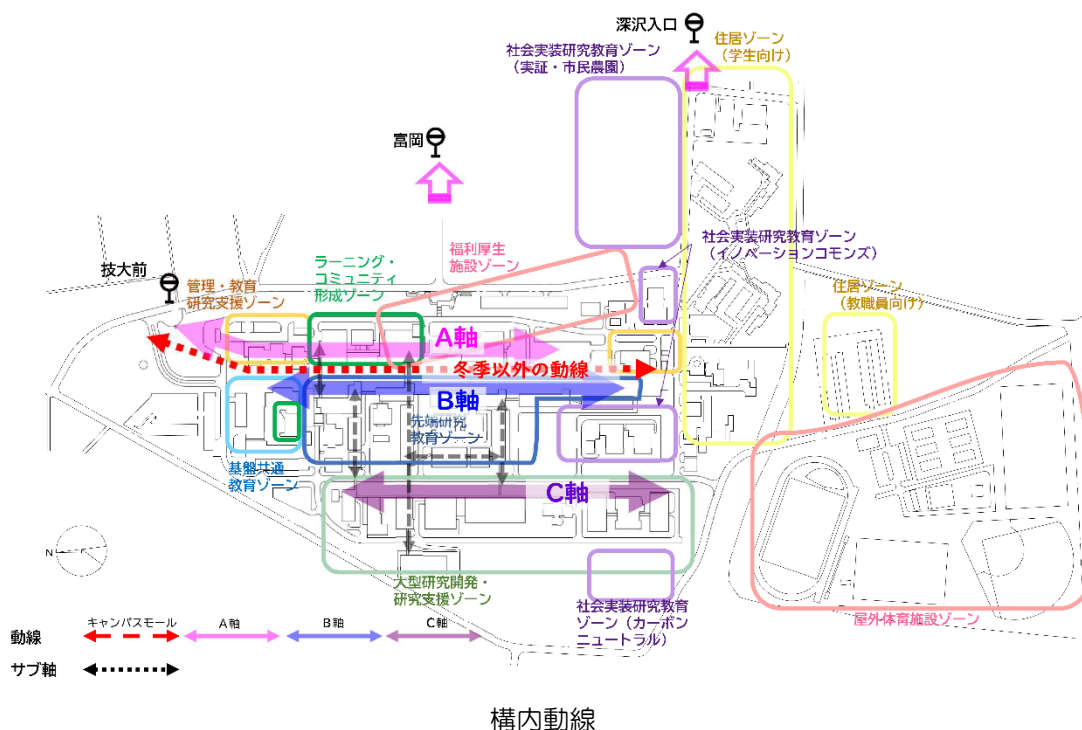 深沢入口
住居ゾーン
（学生向け）
社会実装研究教育ゾーン
（実証・市民農園）
富岡
社会実装研究教育ゾーン
（イノベーションコモンズ）
福利厚生
施設ゾーン
ラーニング・
コミュニティ
形成ゾーン
技大前
管理・教育
研究支援ゾーン
住居ゾーン
（教職員向け）
A軸
冬季以外の動線
B軸
先端研究
教育ゾーン
基盤共通
教育ゾーン
C軸
N
大型研究開発・
研究支援ゾーン
社会実装研究教育
ゾーン（カーボン
ニュートラル）
屋外体育施設ゾーン
キャンパスモール
A軸
B軸
C軸
動線
サブ軸
構内動線